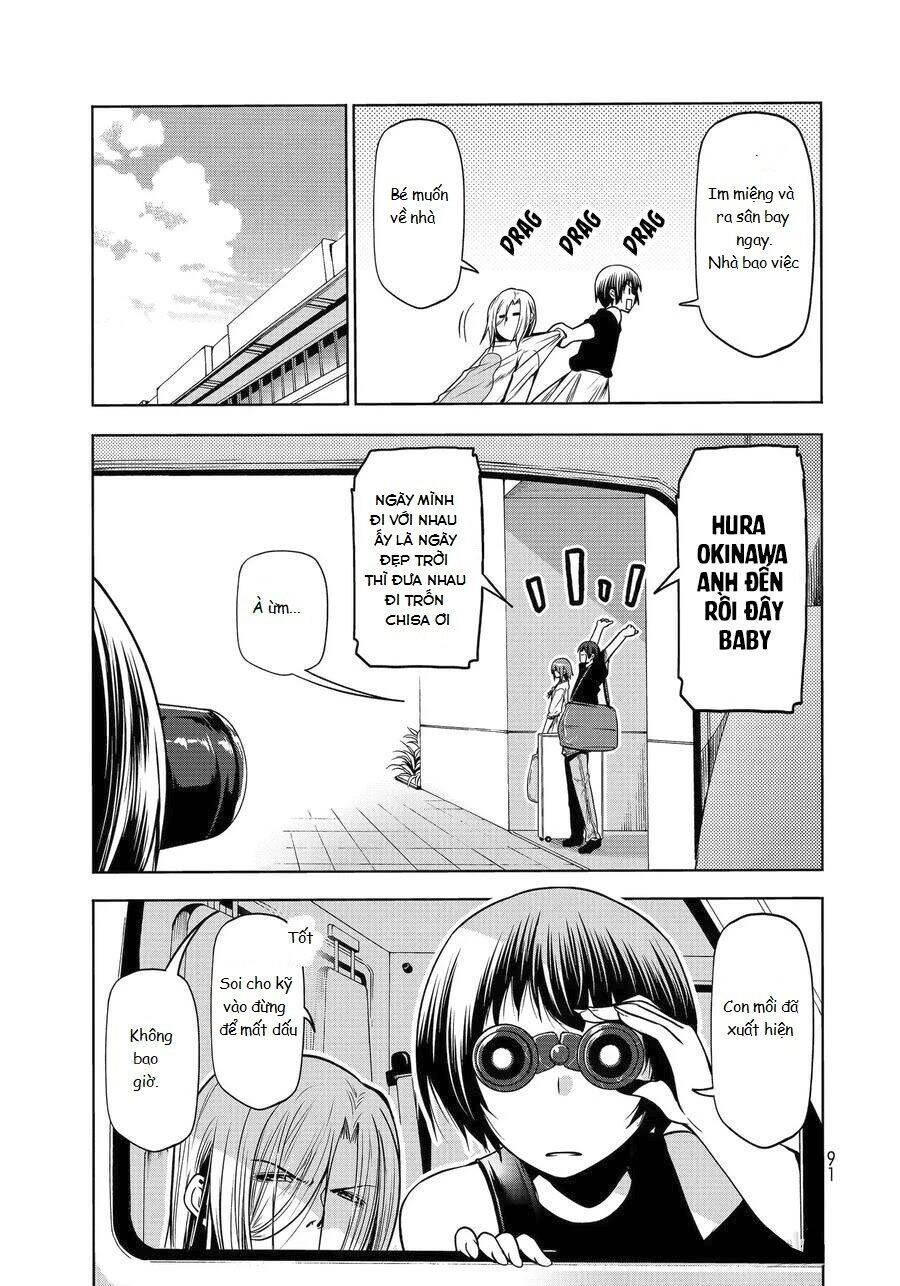 Im miệng và
ra sân bay
ngay.
Nhà bao việc
Bé muốn
về nhà
DRAG
DRAG
DRAG
HURA
OKINAWA
ANH ĐẾN
RỒI ĐÂY
BABY
NGÀY MÌNH
ĐI VỚI NHAU
ẤY LÀ NGÀY
ĐẸP TRỜI
THÌ ĐƯA NHAU
ĐI TRỐN
CHISA ƠI
À ừm...
Con mồi đã
xuất hiện
Tốt
Soi cho kỹ
vào đừng
để mất dấu
Không
bao
giờ.
91